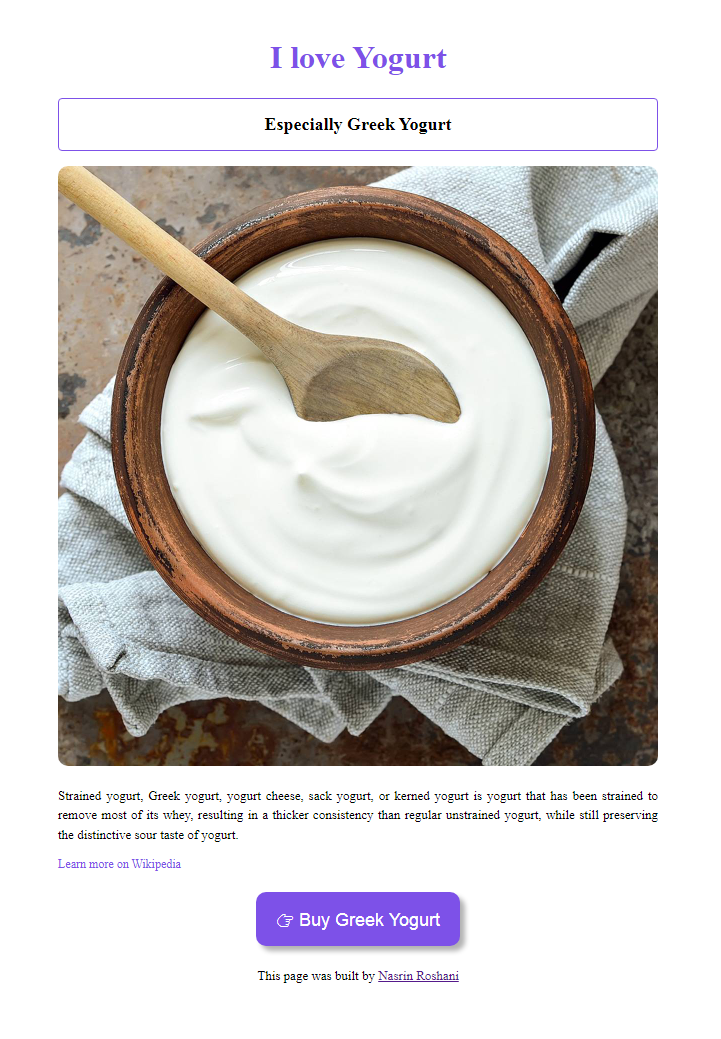 I love Yogurt
Especially Greek Yogurt
Strained yogurt, Greek yogurt, yogurt cheese, sack yogurt, or kerned yogurt is yogurt that has been strained to
remove most of its whey, resulting in a thicker consistency than regular unstrained yogurt, while still preserving
the distinctive sour taste of yogurt.
Learn more on Wikipedia
👉 Buy Greek Yogurt
This page was built by Nasrin Roshani